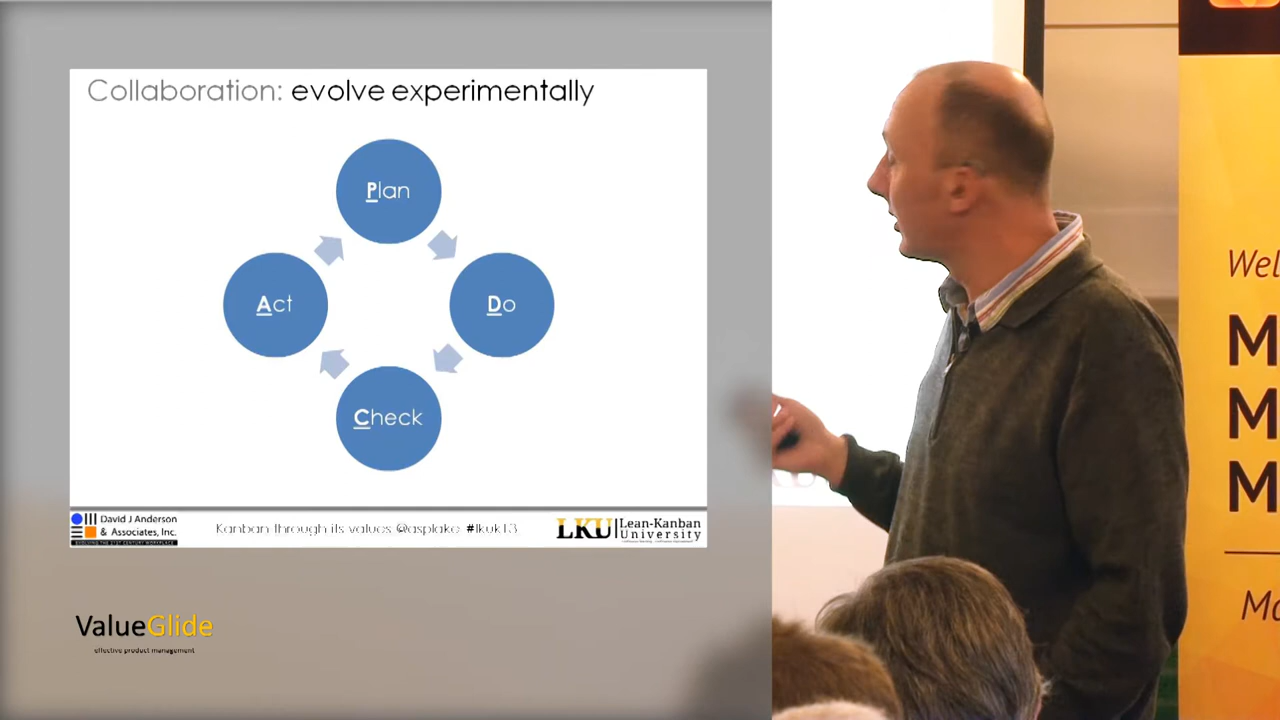 Collaboration: evolve experimentally
Plan
Act
Do
Check
David J Anderson
& Associates, Inc.
Kanban through its values @asplake #lkuk13
LKU
Lean-Kanban
University
ValueGlide
effective product management
Wel
M
M
M
Mo